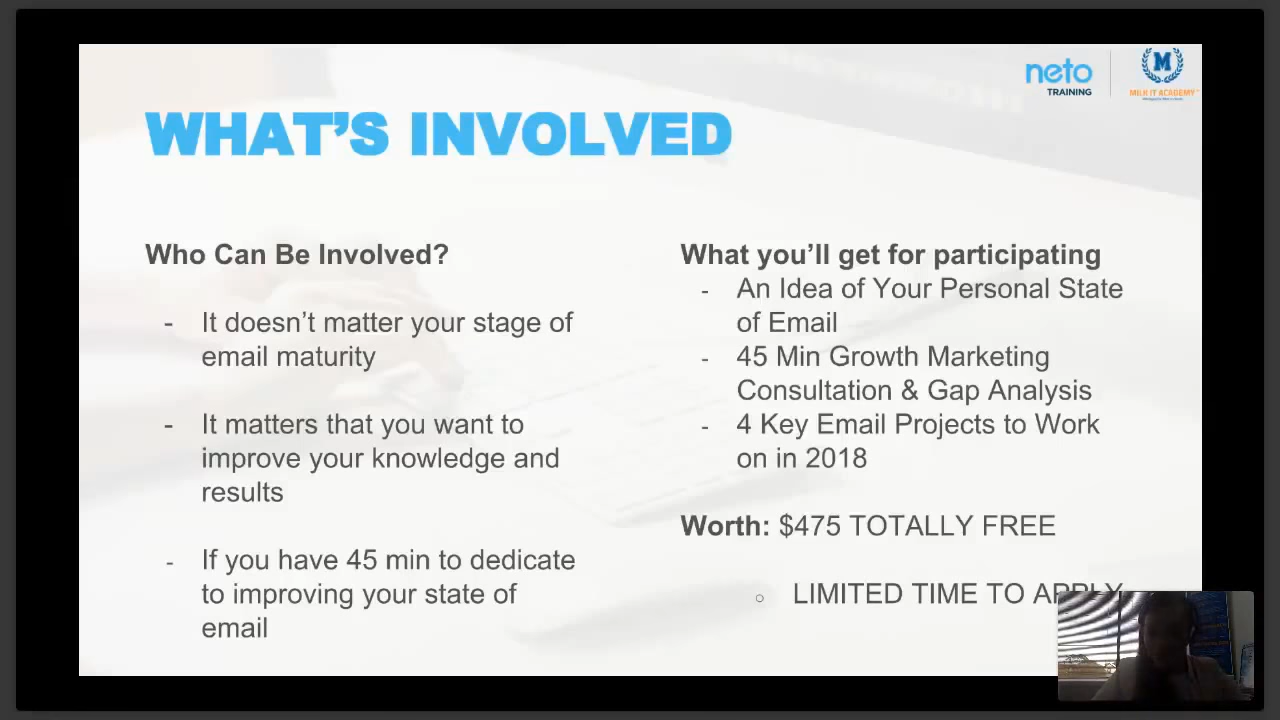 neto
TRAINING
M
MILK IT ACADEMY
WHAT'S INVOLVED
Who Can Be Involved?
- It doesn't matter your stage of
email maturity
- It matters that you want to
improve your knowledge and
results
- If you have 45 min to dedicate
to improving your state of
email
What you'll get for participating
- An Idea of Your Personal State
of Email
- 45 Min Growth Marketing
Consultation & Gap Analysis
- 4 Key Email Projects to Work
on in 2018
Worth: $475 TOTALLY FREE
○ LIMITED TIME TO APPLY